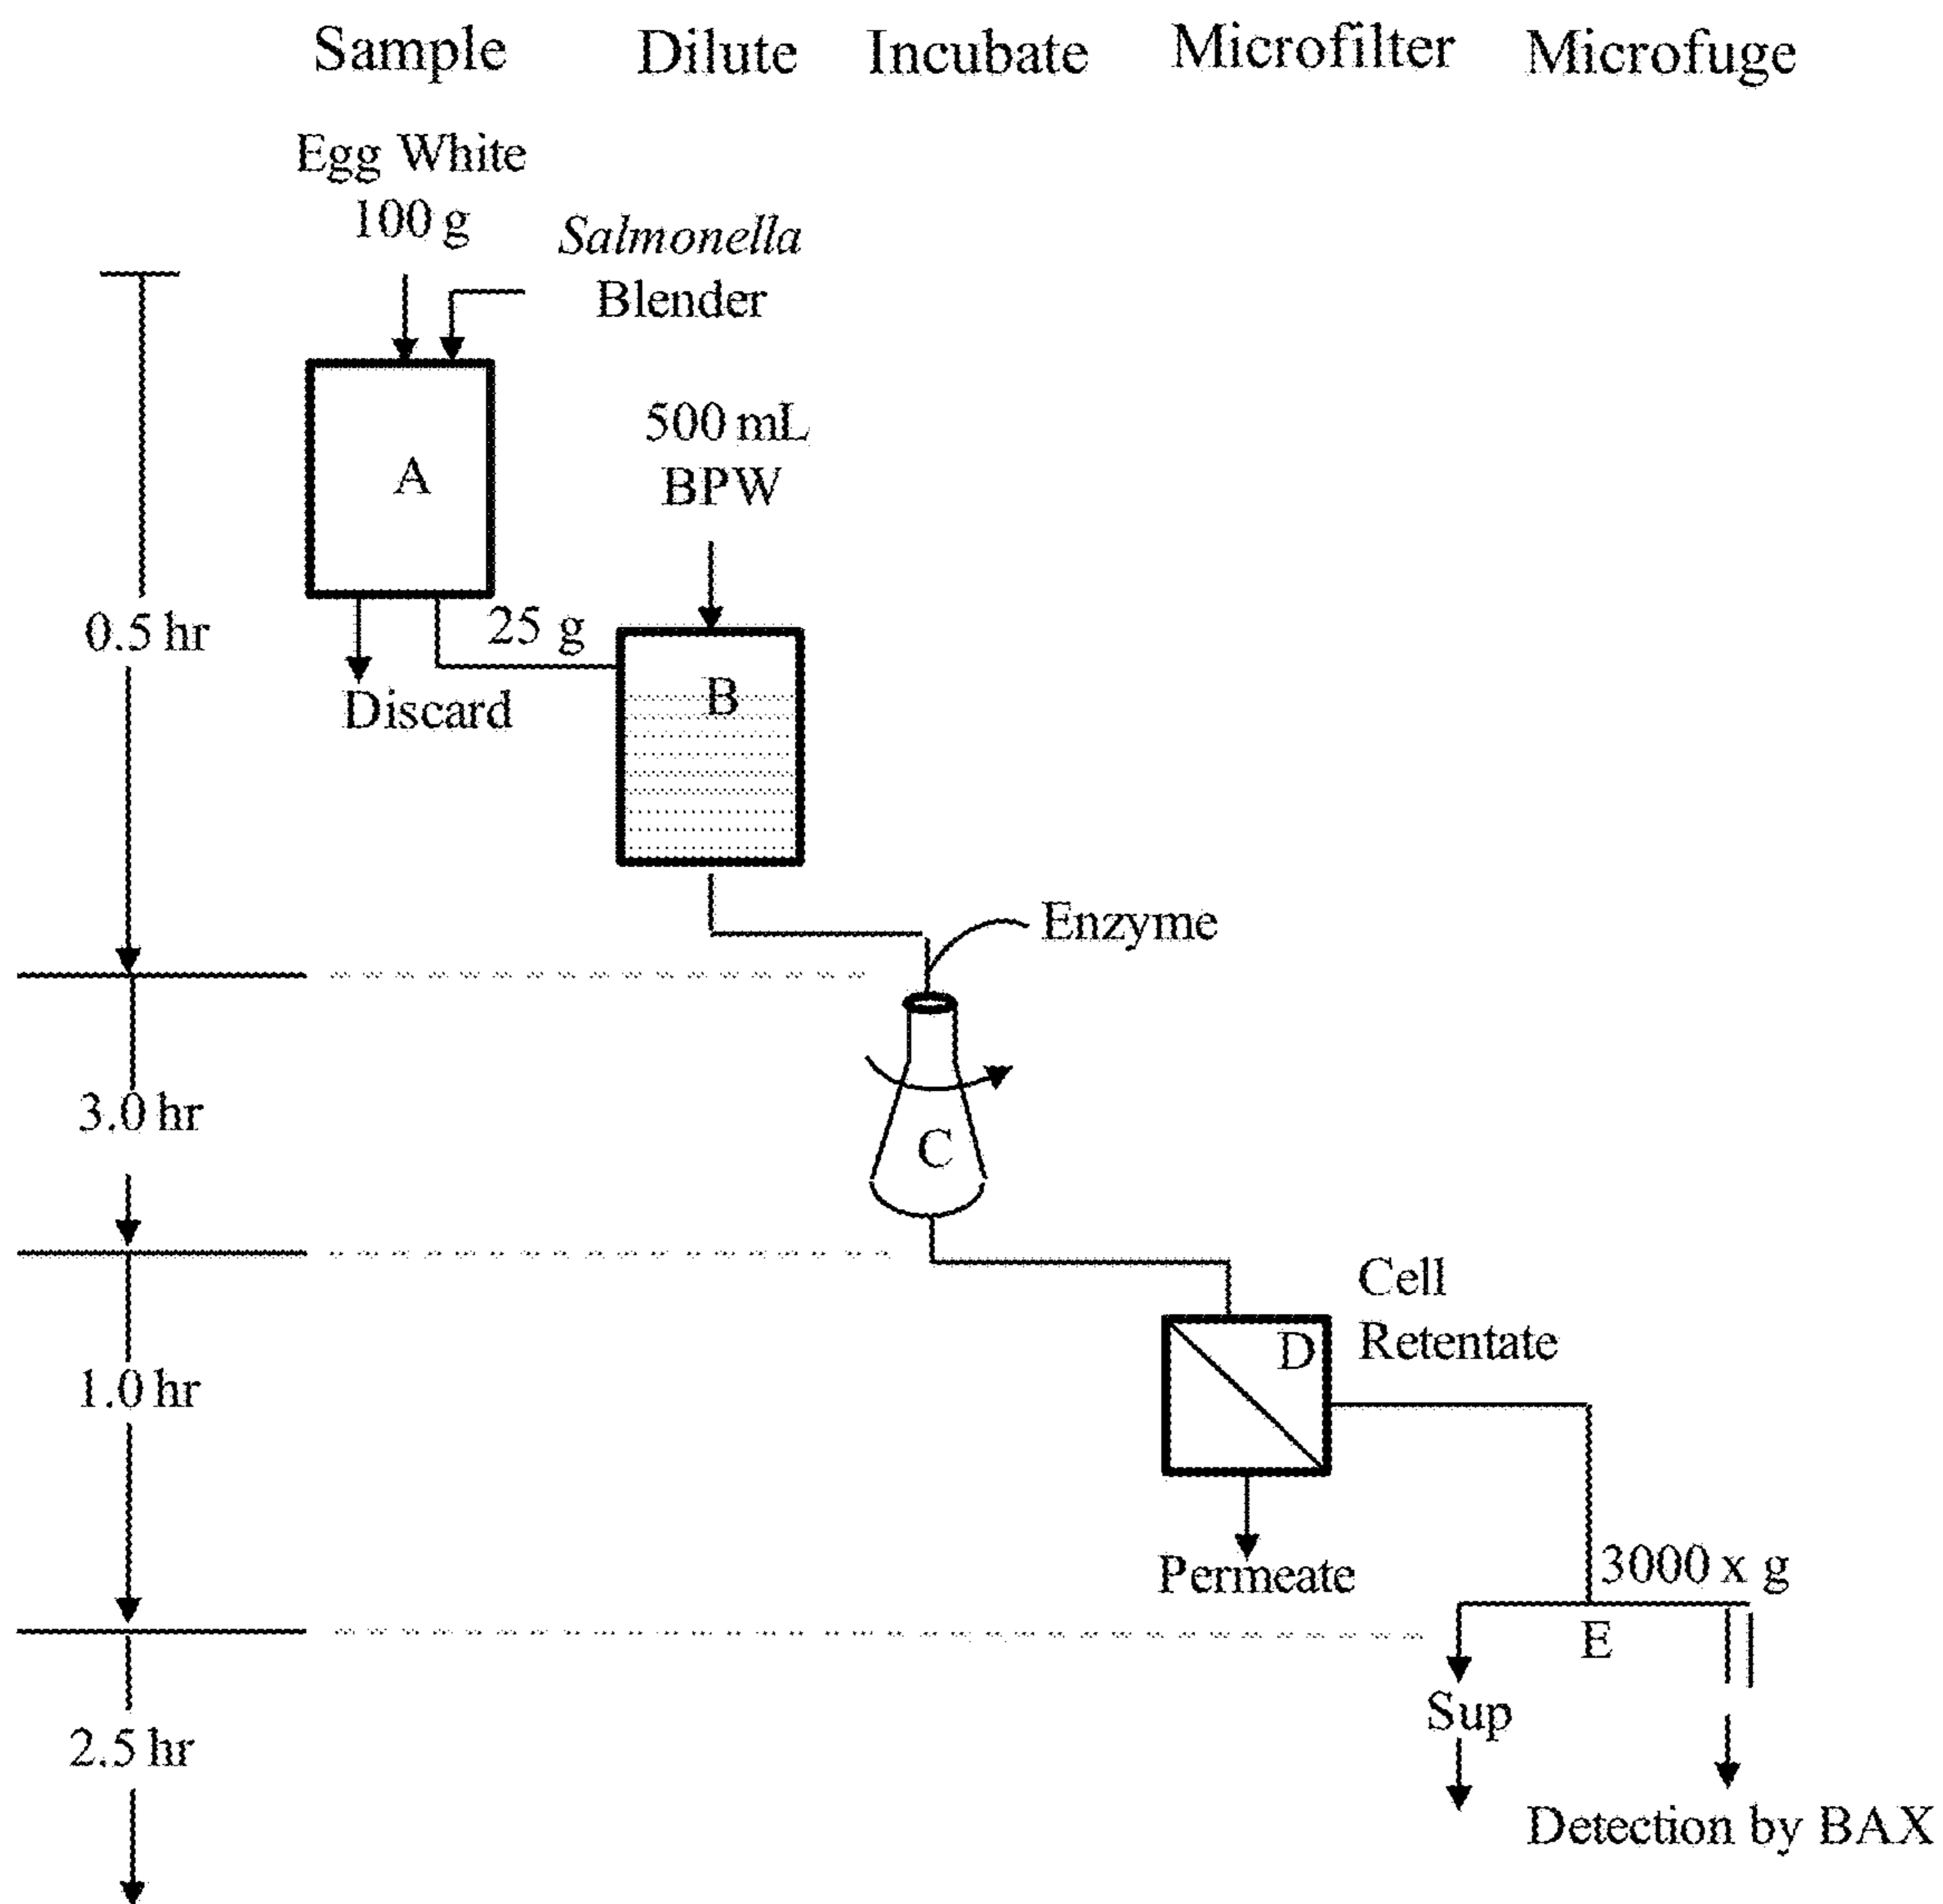 Sample Dilute Incubate Microfilter Microfuge
Egg White
100 g
Salmonella
Blender
500 mL
BPW
A
0.5 hr
25 g
Discard
B
Enzyme
3.0 hr
C
Cell
Retentate
D
1.0 hr
Permeate
3000 x g
E
Sup
2.5 hr
Detection by BAX